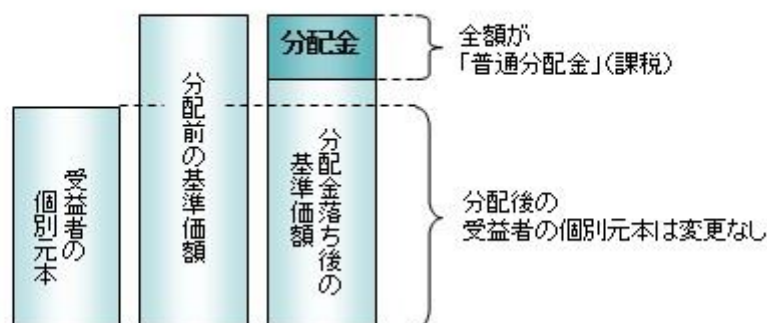 受益者の
個別元本
分配前の基準価額
分配金
分配金落ち後の
基準価額
全額が
「普通分配金」(課税)
分配後の
受益者の個別元本は変更なし